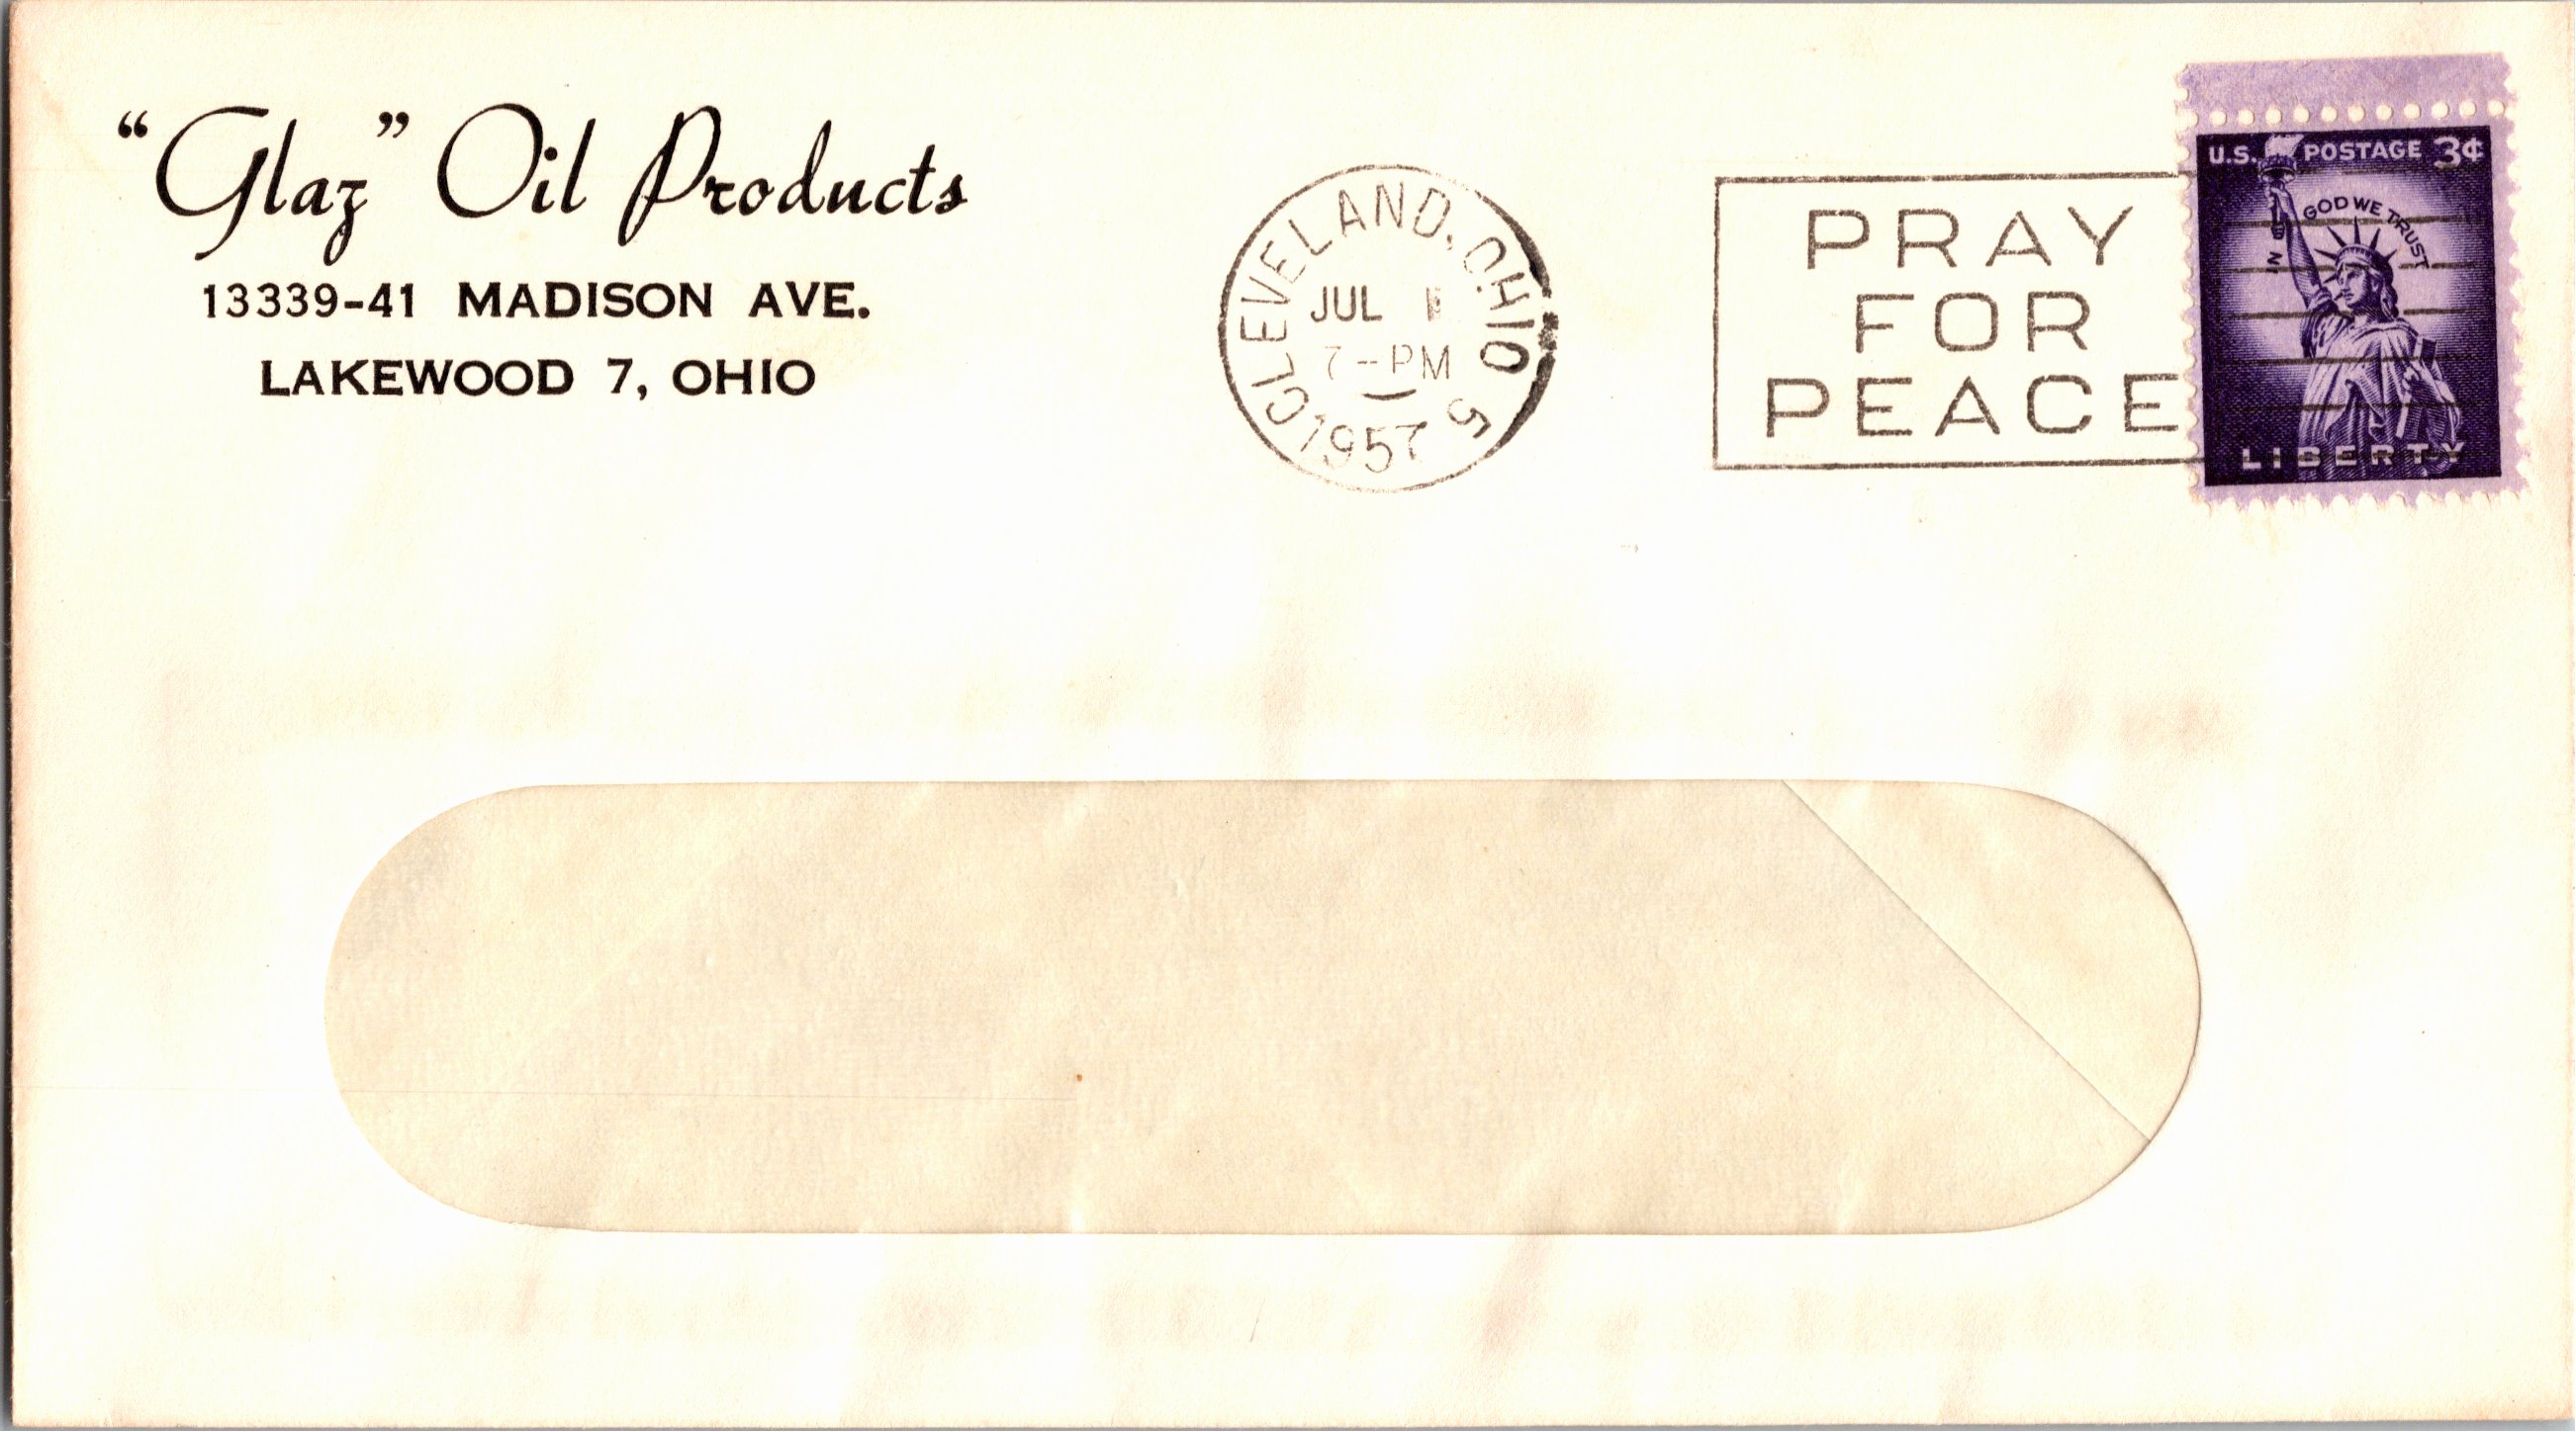 “Glaz” Oil Products
13339-41 MADISON AVE.
LAKEWOOD 7, OHIO
CLEVELAND, OHIO 5
JUL
7-PM
1957
PRAY
FOR
PEACE
U.S. POSTAGE 3¢
IN GOD WE TRUST
LIBERTY